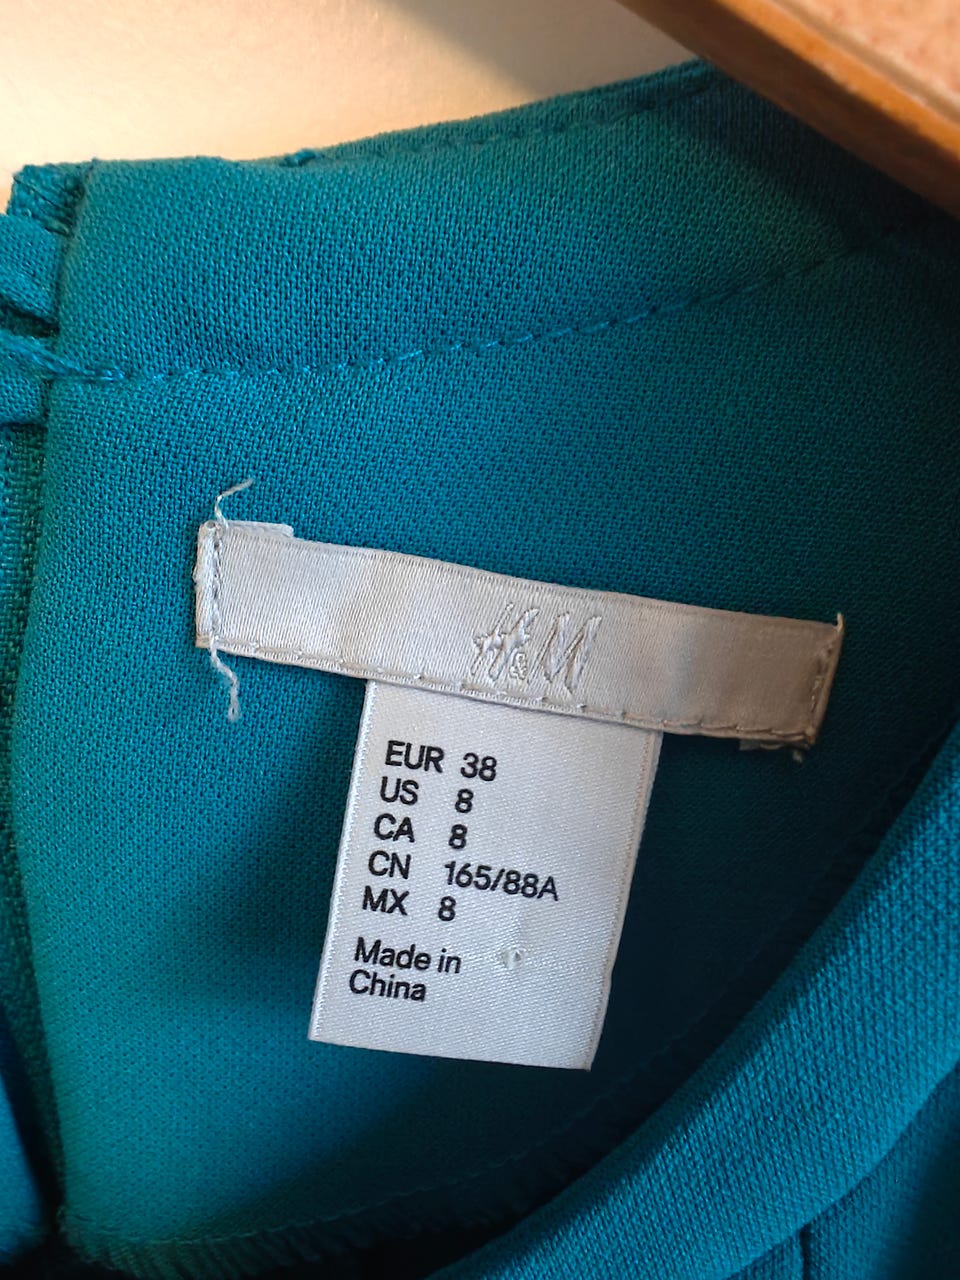 H&M
EUR 38
US 8
CA 8
CN 165/88A
MX 8
Made in
China